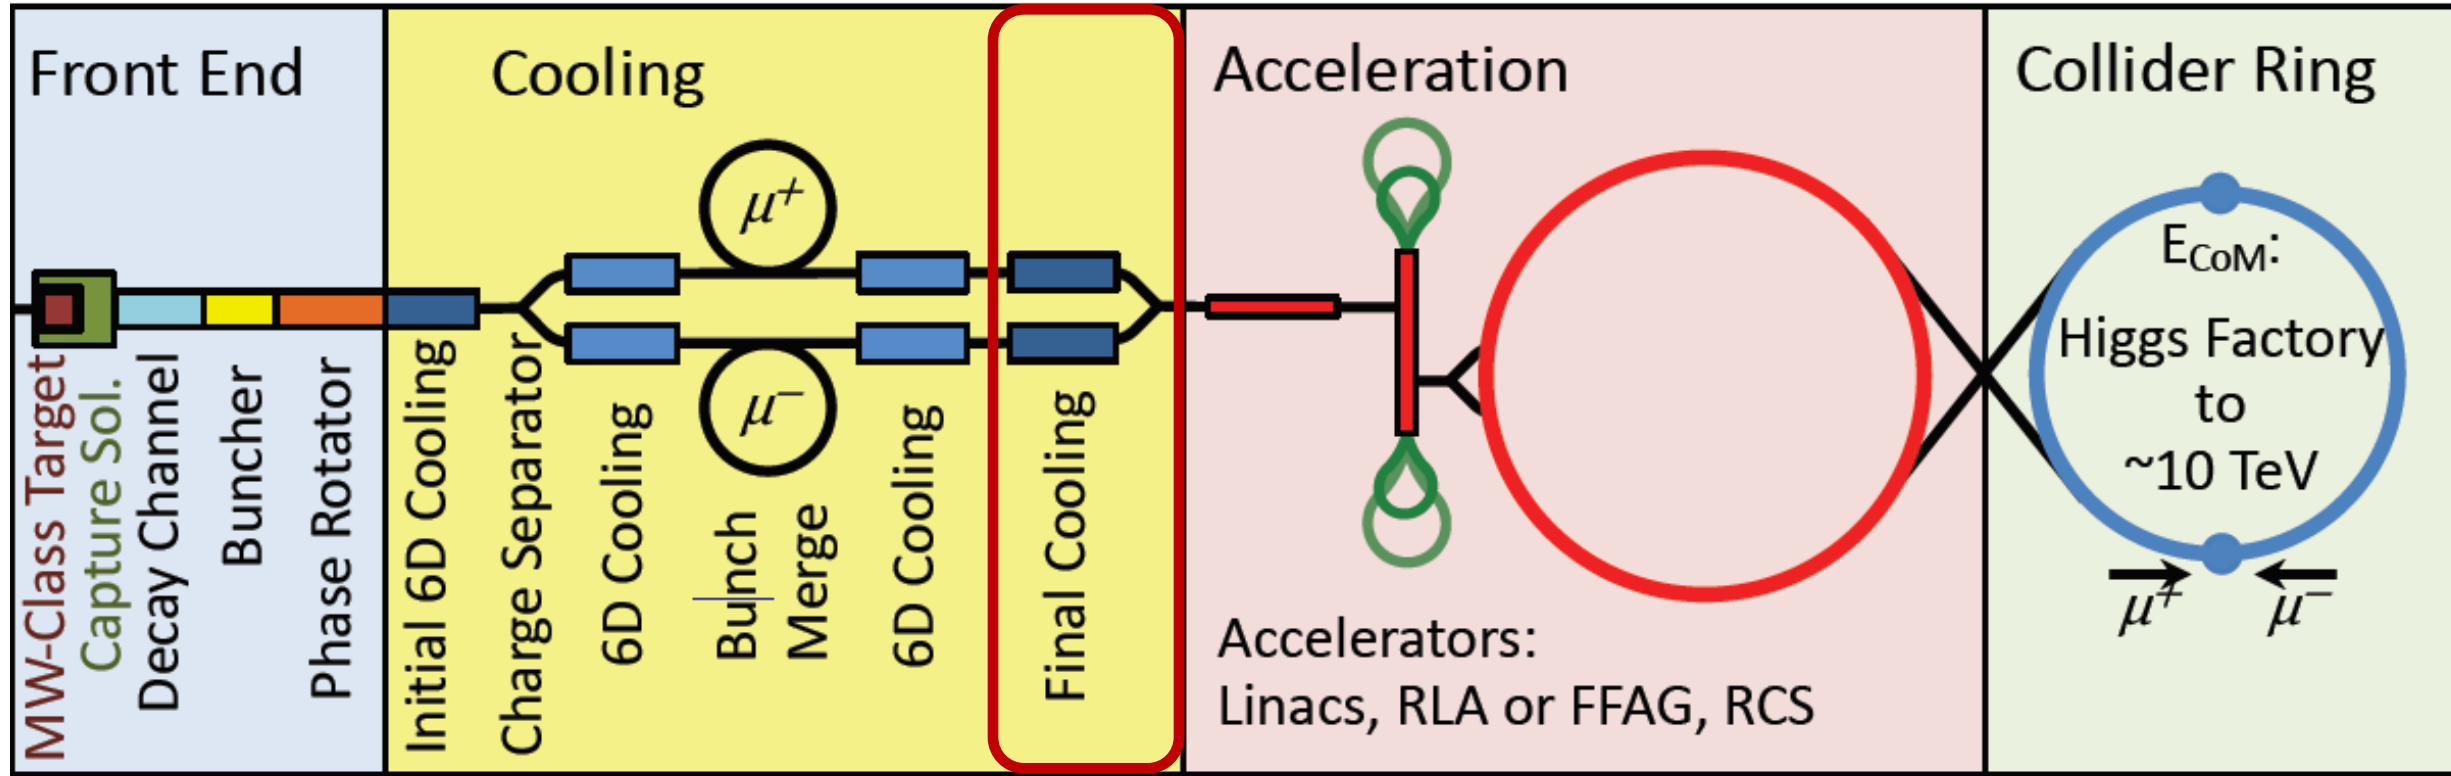 Front End
MW-Class Target
Capture Sol.
Decay Channel
Buncher
Phase Rotator
Cooling
μ+
μ−
Initial 6D Cooling
Charge Separator
6D Cooling
Bunch
Merge
6D Cooling
Final Cooling
Acceleration
Accelerators:
Linacs, RLA or FFAG, RCS
Collider Ring
ECoM:
Higgs Factory
to
~10 TeV
μ+ μ−